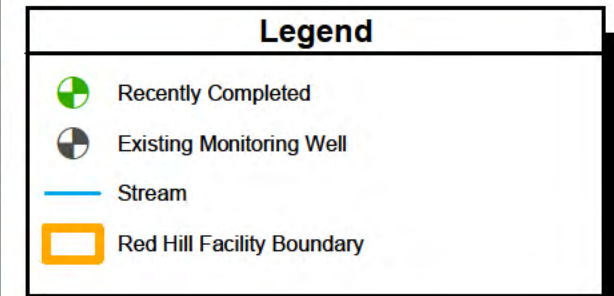 Legend
Recently Completed
Existing Monitoring Well
Stream
Red Hill Facility Boundary